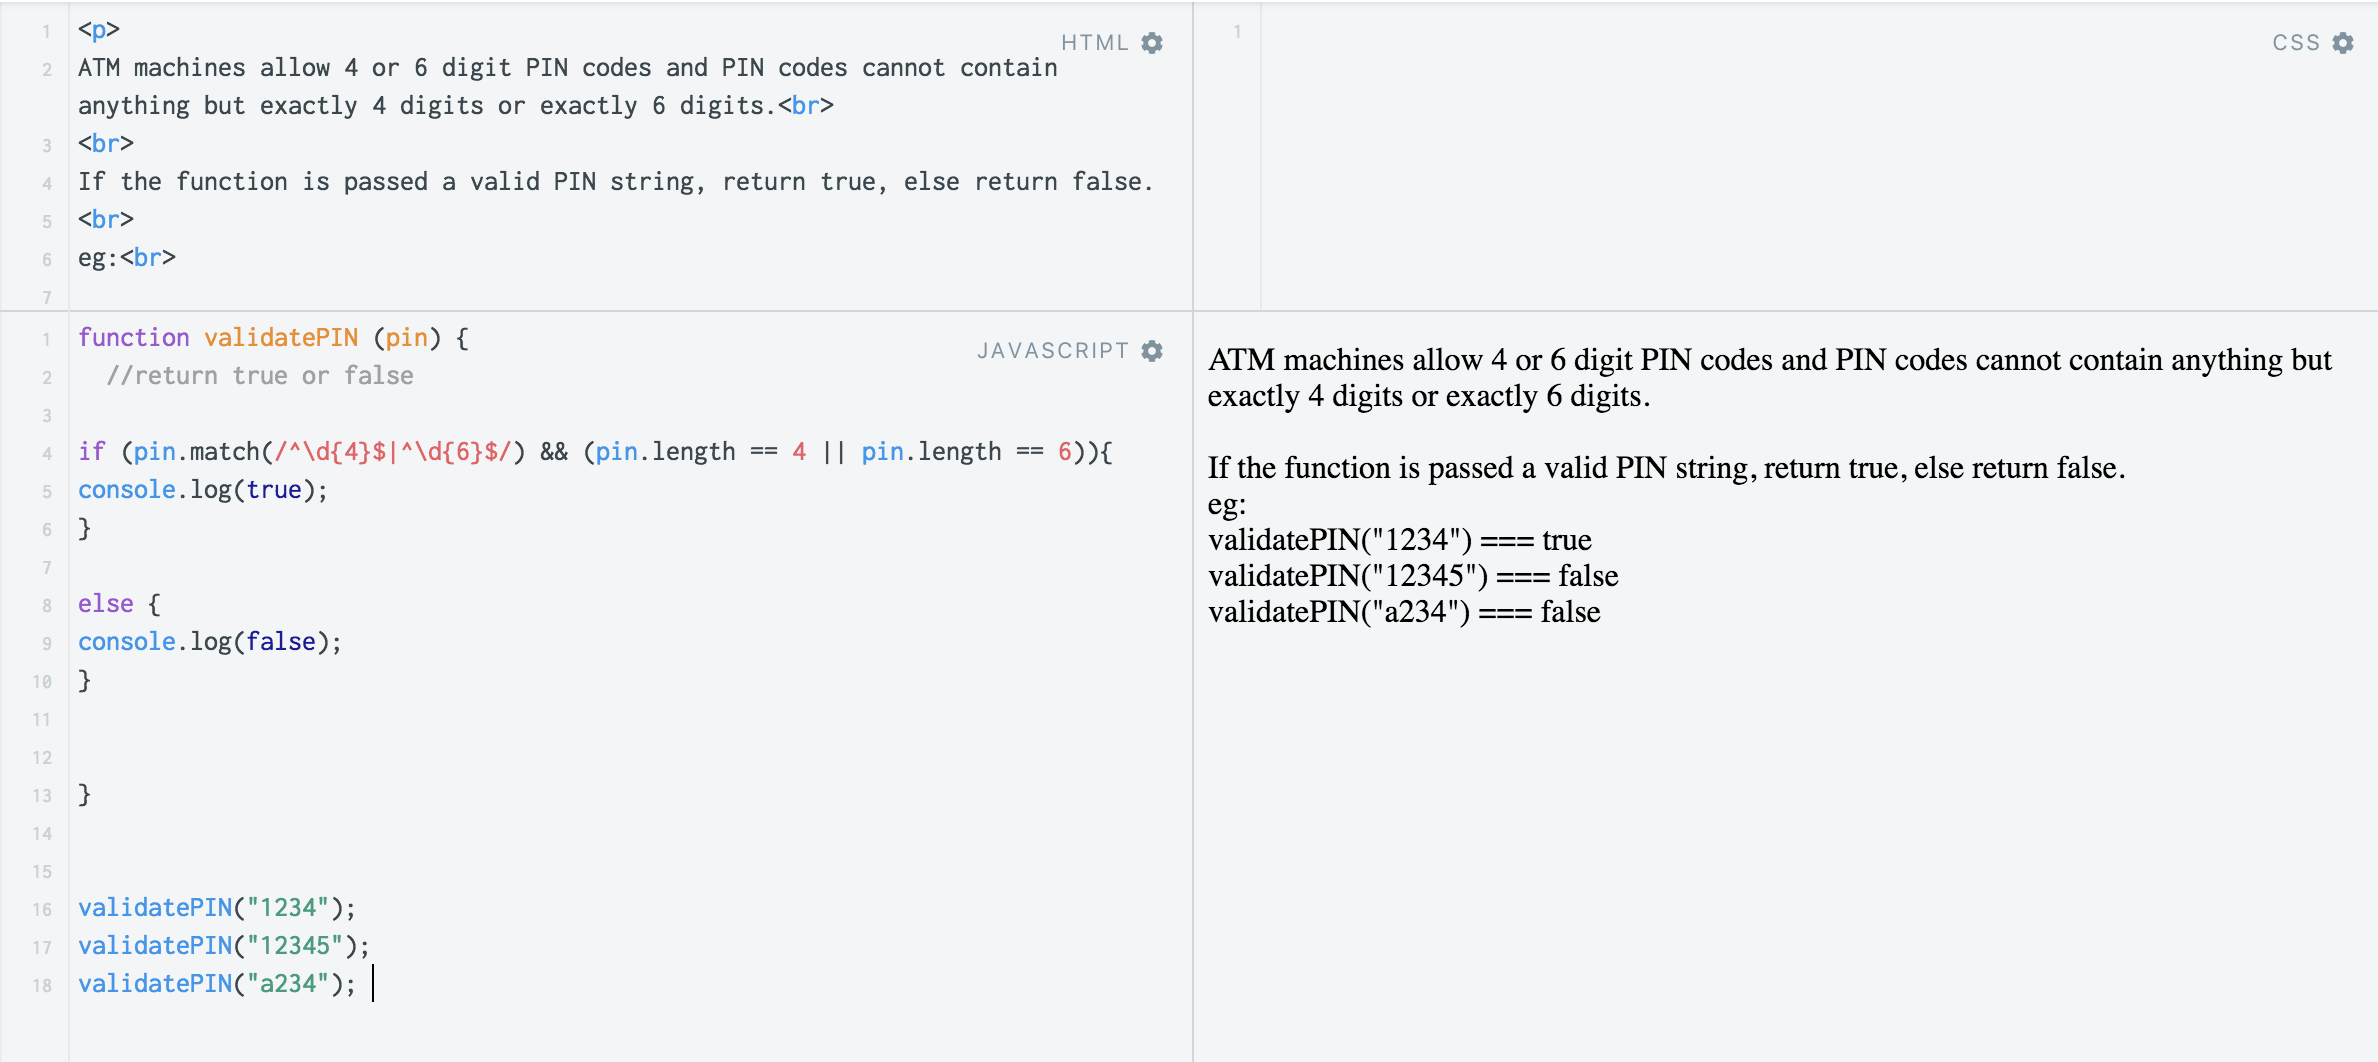 1 <p>
HTML
2 ATM machines allow 4 or 6 digit PIN codes and PIN codes cannot contain
anything but exactly 4 digits or exactly 6 digits.<br>
3 <br>
4 If the function is passed a valid PIN string, return true, else return false.
5 <br>
6 eg:<br>
7
1
CSS
1 function validatePIN (pin) {
JAVASCRIPT
2 //return true or false
3
4 if (pin.match(/^\d{4}$|^\d{6}$/) && (pin.length == 4 || pin.length == 6)){
5 console.log(true);
6 }
7
8 else {
9 console.log(false);
10 }
11
12
13 }
14
15
16 validatePIN("1234");
17 validatePIN("12345");
18 validatePIN("a234");
ATM machines allow 4 or 6 digit PIN codes and PIN codes cannot contain anything but
exactly 4 digits or exactly 6 digits.
If the function is passed a valid PIN string, return true, else return false.
eg:
validatePIN("1234") === true
validatePIN("12345") === false
validatePIN("a234") === false